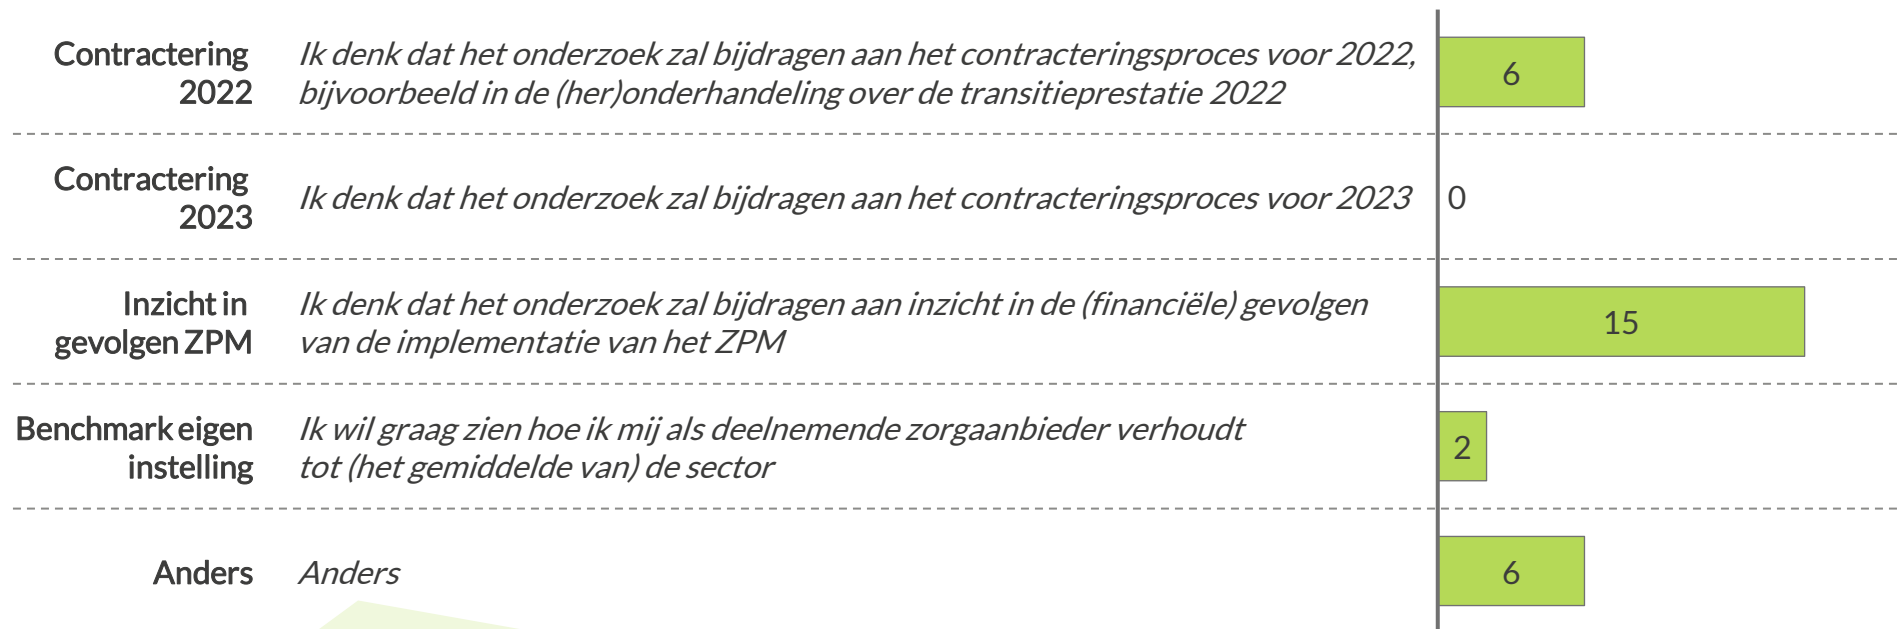 Contractering
2022
Ik denk dat het onderzoek zal bijdragen aan het contracteringsproces voor 2022,
bijvoorbeeld in de (her)onderhandeling over de transitieprestatie 2022
6
Contractering
2023
Ik denk dat het onderzoek zal bijdragen aan het contracteringsproces voor 2023
0
Inzicht in
gevolgen ZPM
Ik denk dat het onderzoek zal bijdragen aan inzicht in de (financiële) gevolgen
van de implementatie van het ZPM
15
Benchmark eigen
instelling
Ik wil graag zien hoe ik mij als deelnemende zorgaanbieder verhoudt
tot (het gemiddelde van) de sector
2
Anders
Anders
6